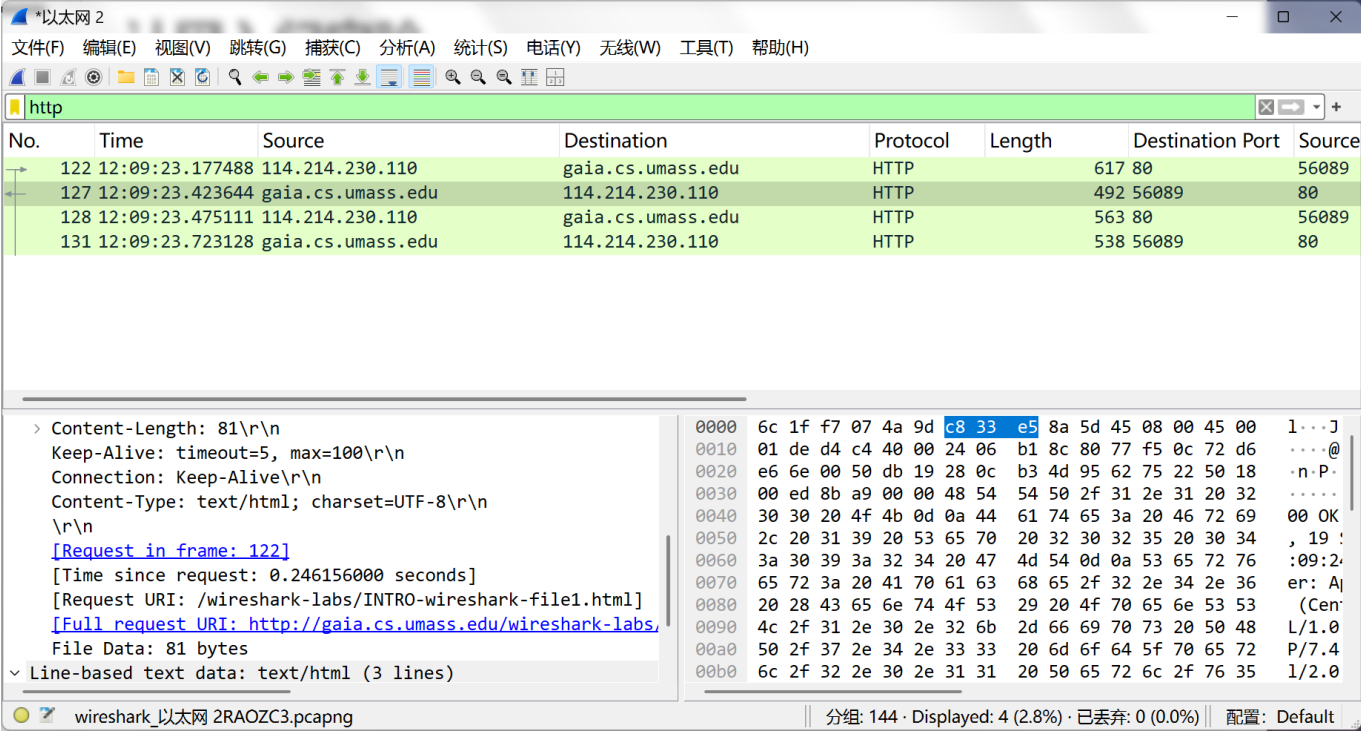 *以太网 2
文件(F) 编辑(E) 视图(V) 跳转(G) 捕获(C) 分析(A) 统计(S) 电话(Y) 无线(W) 工具(T) 帮助(H)
http
No. Time Source Destination Protocol Length Destination Port Source
122 12:09:23.177488 114.214.230.110 gaia.cs.umass.edu HTTP 617 80 56089
127 12:09:23.423644 gaia.cs.umass.edu 114.214.230.110 HTTP 492 56089 80
128 12:09:23.475111 114.214.230.110 gaia.cs.umass.edu HTTP 563 80 56089
131 12:09:23.723128 gaia.cs.umass.edu 114.214.230.110 HTTP 538 56089 80
Content-Length: 81\r\n
Keep-Alive: timeout=5, max=100\r\n
Connection: Keep-Alive\r\n
Content-Type: text/html; charset=UTF-8\r\n
\r\n
[Request in frame: 122]
[Time since request: 0.246156000 seconds]
[Request URI: /wireshark-labs/INTRO-wireshark-file1.html]
[Full request URI: http://gaia.cs.umass.edu/wireshark-labs/
File Data: 81 bytes
Line-based text data: text/html (3 lines)
0000 6c 1f f7 07 4a 9d c8 33 e5 8a 5d 45 08 00 45 00 l···J
0010 01 de d4 c4 40 00 24 06 b1 8c 80 77 f5 0c 72 d6 ····@
0020 e6 6e 00 50 db 19 28 0c b3 4d 95 62 75 22 50 18 ·n·P·
0030 00 ed 8b a9 00 00 48 54 54 50 2f 31 2e 31 20 32 ·····
0040 30 30 20 4f 4b 0d 0a 44 61 74 65 3a 20 46 72 69 00 OK
0050 2c 20 31 39 20 53 65 70 20 32 30 32 35 20 30 34 , 19 S
0060 3a 30 39 3a 32 34 20 47 4d 54 0d 0a 53 65 72 76 :09:24
0070 65 72 3a 20 41 70 61 63 68 65 2f 32 2e 34 2e 36 er: Ap
0080 20 28 43 65 6e 74 4f 53 29 20 4f 70 65 6e 53 53 (Cen
0090 4c 2f 31 2e 30 2e 32 6b 2d 66 69 70 73 20 50 48 L/1.0
00a0 50 2f 37 2e 34 2e 33 33 20 6d 6f 64 5f 70 65 72 P/7.4
00b0 6c 2f 32 2e 30 2e 31 31 20 50 65 72 6c 2f 76 35 l/2.0
wireshark_以太网 2RAOZC3.pcapng
分组: 144 · Displayed: 4 (2.8%) · 已丢弃: 0 (0.0%)
配置: Default